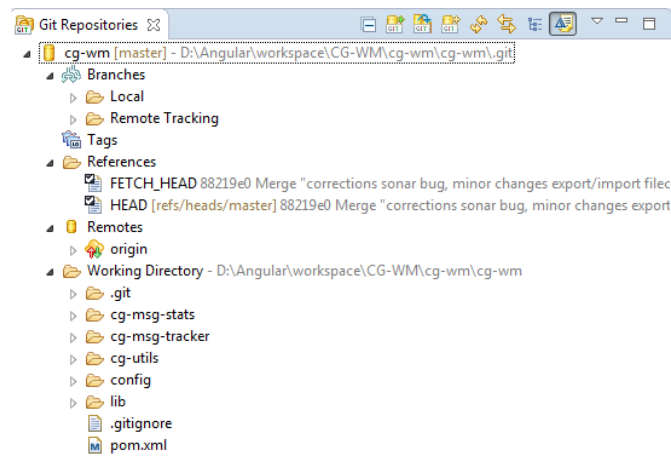 Git Repositories
cg-wm [master] - D:\Angular\workspace\CG-WM\cg-wm\cg-wm\.git
Branches
Local
Remote Tracking
Tags
References
FETCH_HEAD 88219e0 Merge "corrections sonar bug, minor changes export/import filec
HEAD [refs/heads/master] 88219e0 Merge "corrections sonar bug, minor changes export
Remotes
origin
Working Directory - D:\Angular\workspace\CG-WM\cg-wm\cg-wm
.git
cg-msg-stats
cg-msg-tracker
cg-utils
config
lib
.gitignore
pom.xml